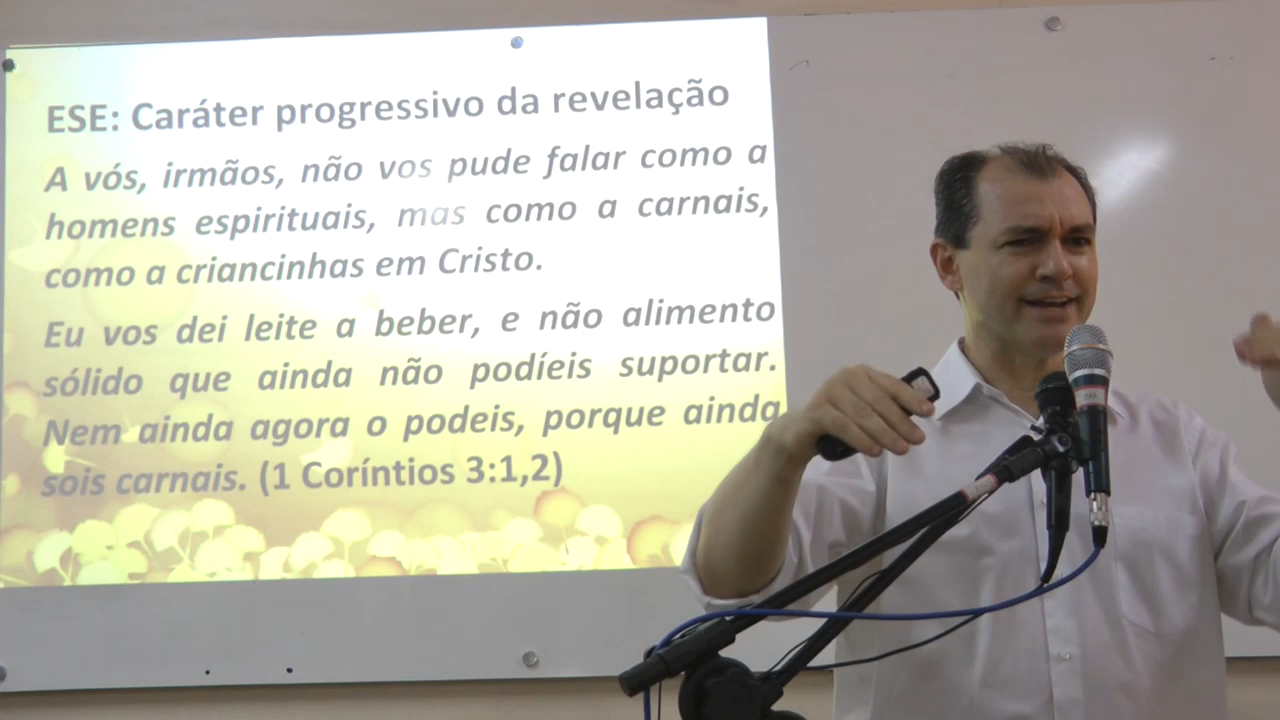 ESE: Caráter progressivo da revelação
A vós, irmãos, não vos pude falar como a
homens espirituais, mas como a carnais,
como a criancinhas em Cristo.
Eu vos dei leite a beber, e não alimento
sólido que ainda não podíeis suportar.
Nem ainda agora o podeis, porque ainda
sois carnais. (1 Coríntios 3:1,2)